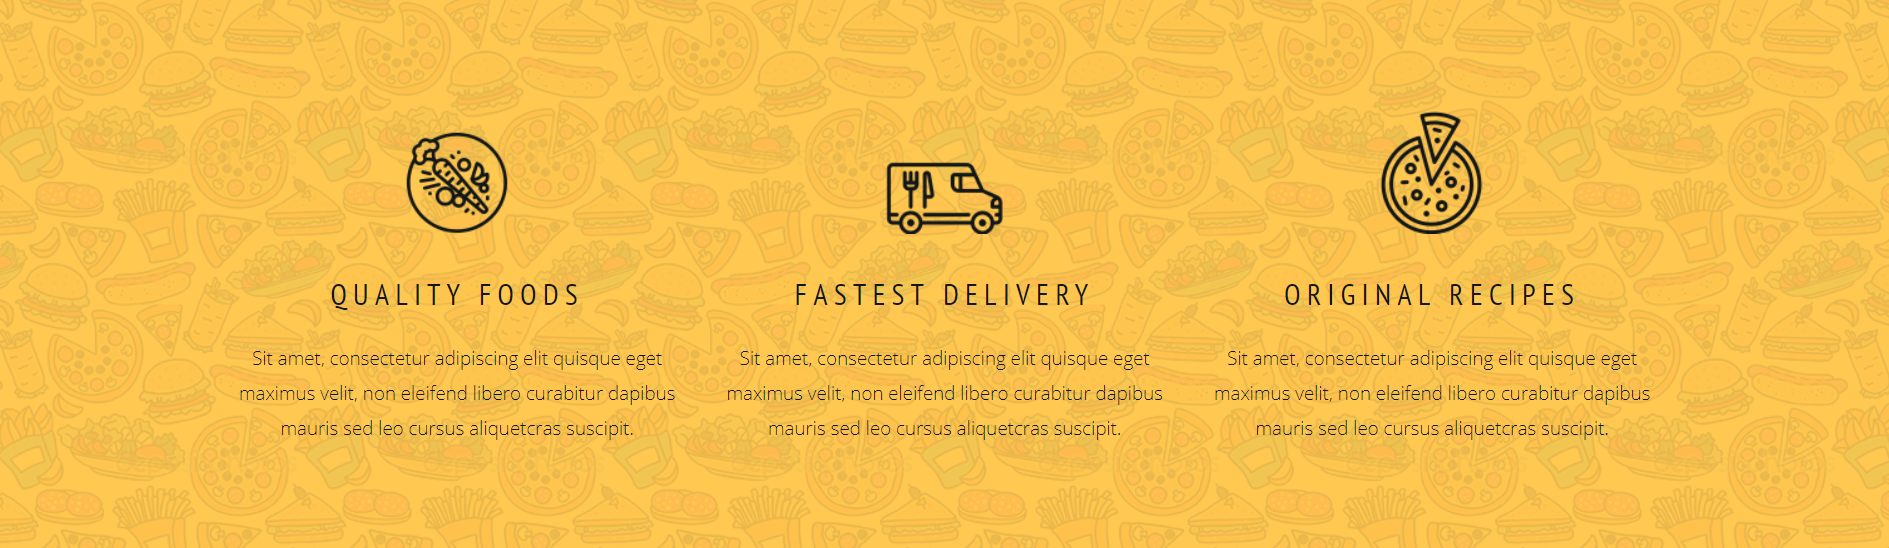 QUALITY FOODS
Sit amet, consectetur adipiscing elit quisque eget
maximus velit, non eleifend libero curabitur dapibus
mauris sed leo cursus aliquetcras suscipit.
FASTEST DELIVERY
Sit amet, consectetur adipiscing elit quisque eget
maximus velit, non eleifend libero curabitur dapibus
mauris sed leo cursus aliquetcras suscipit.
ORIGINAL RECIPES
Sit amet, consectetur adipiscing elit quisque eget
maximus velit, non eleifend libero curabitur dapibus
mauris sed leo cursus aliquetcras suscipit.